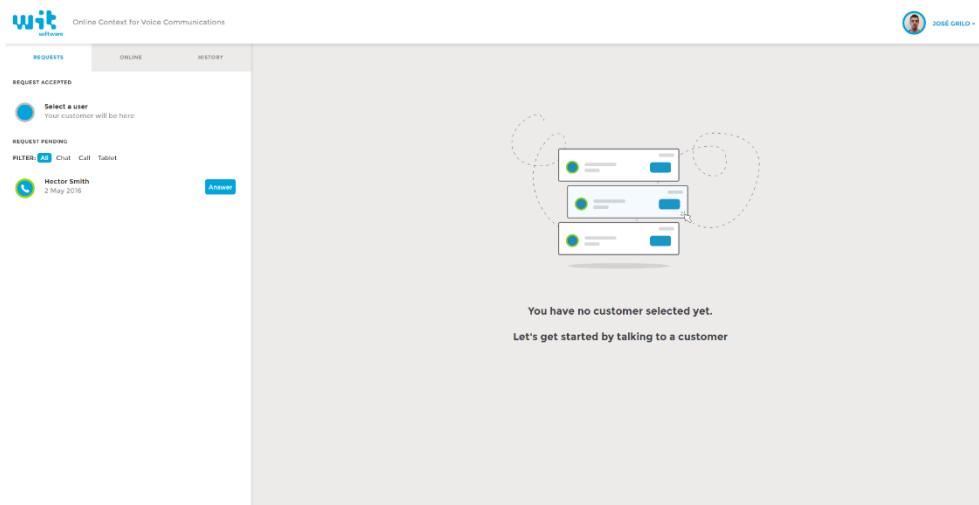 wit
software
Online Context for Voice Communications
JOSÉ GRILO
REQUESTS
ONLINE
HISTORY
REQUEST ACCEPTED
Select a user
Your customer will be here
REQUEST PENDING
FILTER: All Chat Call Tablet
Hector Smith
2 May 2016
Answer
You have no customer selected yet.
Let's get started by talking to a customer